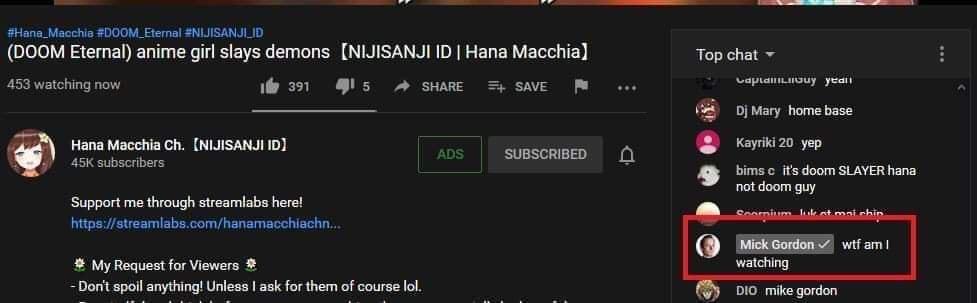 #Hana_Macchia #DOOM_Eternal #NIJISANJI_ID
(DOOM Eternal) anime girl slays demons【NIJISANJI ID | Hana Macchia】
453 watching now
391
5
SHARE
SAVE
Hana Macchia Ch.【NIJISANJI ID】
45K subscribers
ADS
SUBSCRIBED
Support me through streamlabs here!
https://streamlabs.com/hanamacchiachn...
🌼 My Request for Viewers 🌼
- Don't spoil anything! Unless I ask for them of course lol.
Top chat
CaptainLilGuy yeah
Dj Mary home base
Kayriki 20 yep
bims c it's doom SLAYER hana
not doom guy
Scorpium luk ot mai ship
Mick Gordon ✓ wtf am I
watching
DIO mike gordon